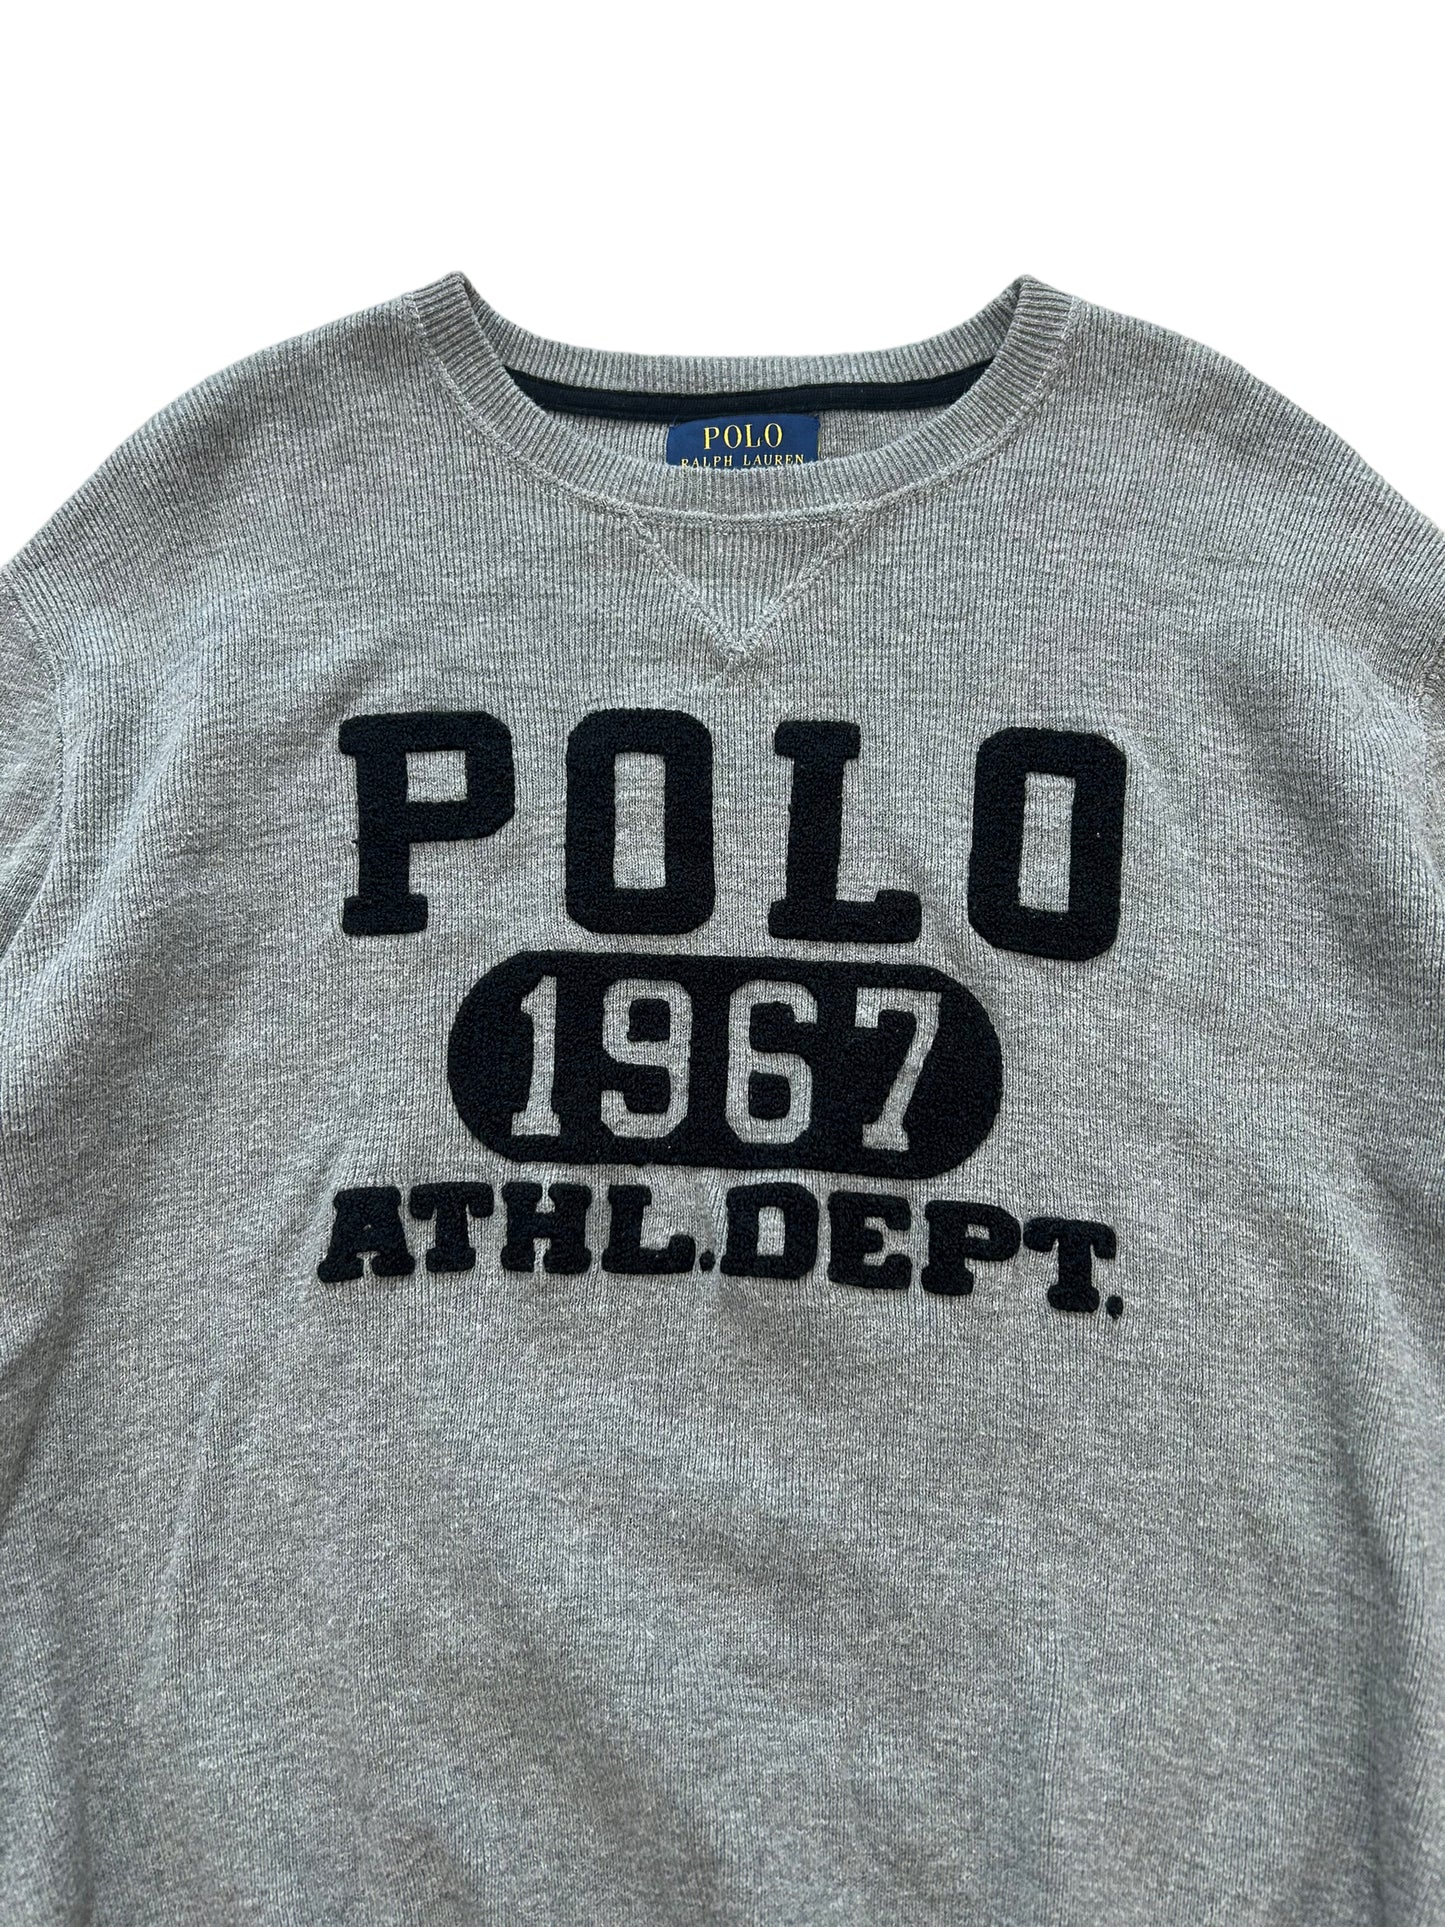 POLO
RALPH LAUREN
POLO
1967
ATHL.DEPT.